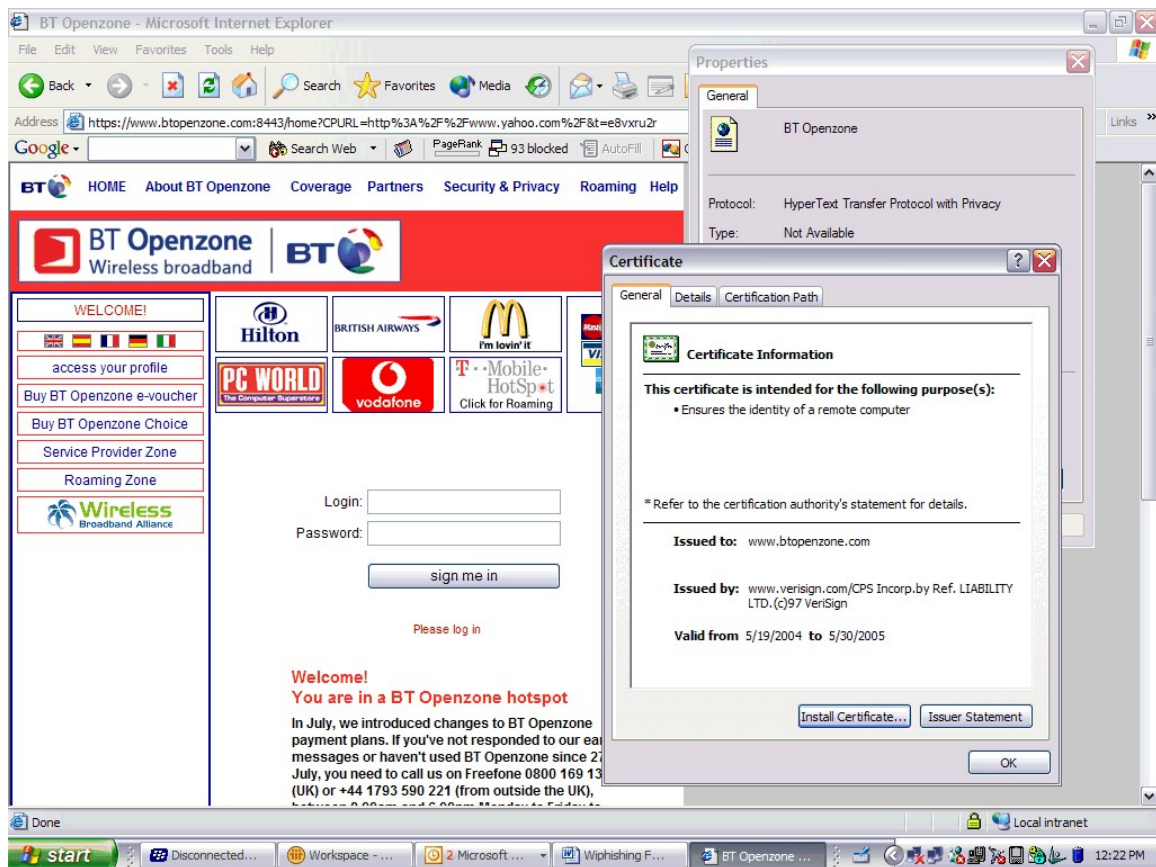 BT Openzone - Microsoft Internet Explorer
File Edit View Favorites Tools Help
Back Search Favorites Media
Address https://www.btopenzone.com:8443/home?CPURL=http%3A%2F%2Fwww.yahoo.com%2F&t=e8vxru2r
Links »
Google Search Web PageRank 93 blocked AutoFill
BT HOME About BT Openzone Coverage Partners Security & Privacy Roaming Help
BT Openzone
Wireless broadband
BT
WELCOME!
access your profile
Buy BT Openzone e-voucher
Buy BT Openzone Choice
Service Provider Zone
Roaming Zone
Wireless
Broadband Alliance
Hilton
BRITISH AIRWAYS
i'm lovin' it
PC WORLD
The Computer Superstore
vodafone
T-Mobile-
HotSpot
Click for Roaming
Login:
Password:
sign me in
Please log in
Welcome!
You are in a BT Openzone hotspot
In July, we introduced changes to BT Openzone
payment plans. If you've not responded to our
messages or haven't used BT Openzone since
July, you need to call us on Freefone 0800 169 13
(UK) or +44 1793 590 221 (from outside the UK),
Properties
General
BT Openzone
Protocol: HyperText Transfer Protocol with Privacy
Type: Not Available
Certificate
General Details Certification Path
Certificate Information
This certificate is intended for the following purpose(s):
• Ensures the identity of a remote computer
* Refer to the certification authority's statement for details.
Issued to: www.btopenzone.com
Issued by: www.verisign.com/CPS Incorp.by Ref. LIABILITY
LTD.(c)97 VeriSign
Valid from 5/19/2004 to 5/30/2005
Install Certificate... Issuer Statement
OK
Done
Local intranet
start Disconnected... Workspace - ... 2 Microsoft ... Wiphishing F... BT Openzone ... 12:22 PM